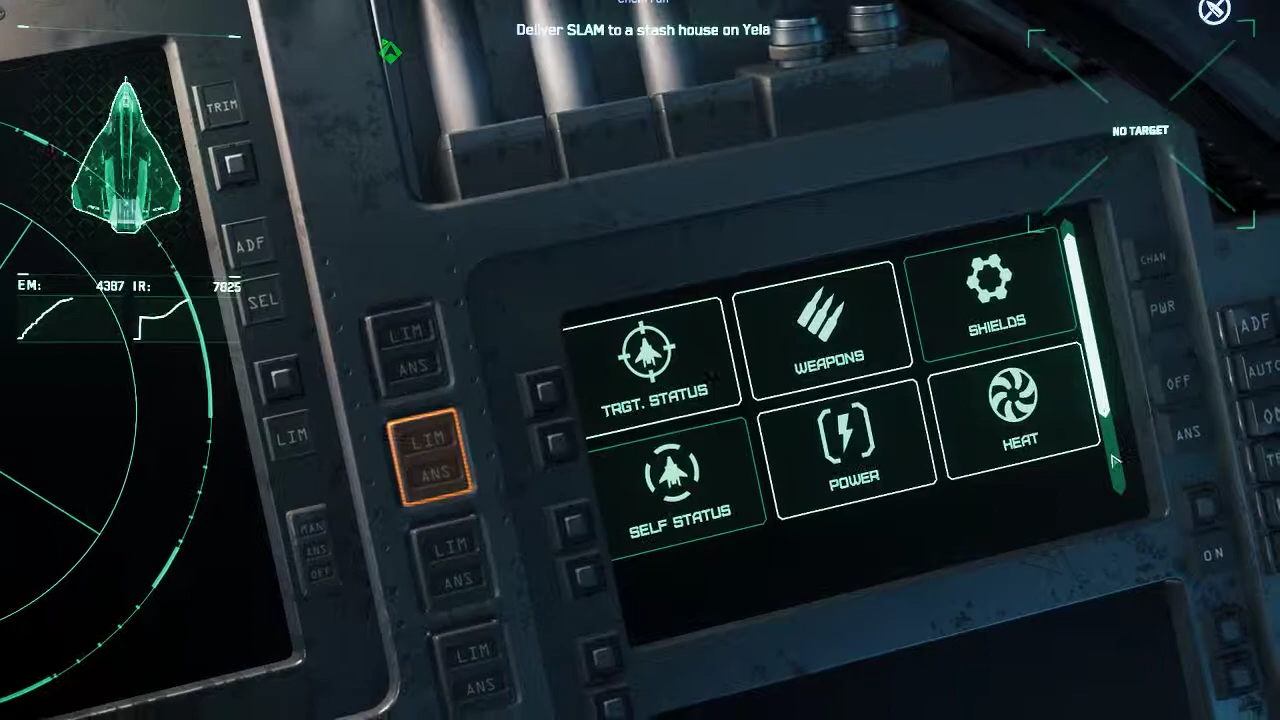 Deliver SLAM to a stash house on Yela
NO TARGET
TRIM
ADF
EM: 4387 IR: 7825
SEL
LIM
MAN
ANS
OFF
LIM
ANS
LIM
ANS
LIM
ANS
LIM
ANS
TRGT. STATUS
WEAPONS
SHIELDS
SELF STATUS
POWER
HEAT
CHAN
PWR
OFF
ANS
ON
ADF